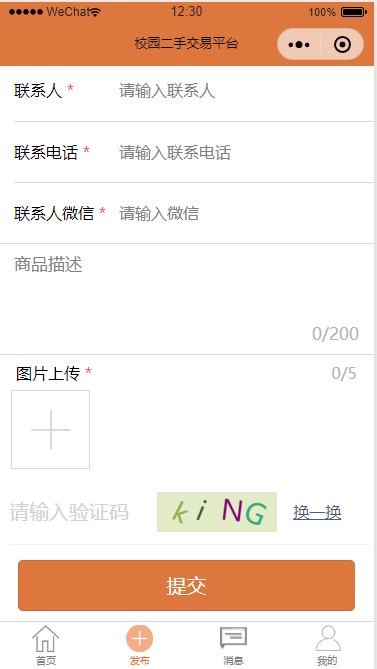 WeChat 12:30 100%
校园二手交易平台
联系人 * 请输入联系人
联系电话 * 请输入联系电话
联系人微信 * 请输入微信
商品描述
0/200
图片上传 * 0/5
请输入验证码 kiNG 换一换
提交
首页 发布 消息 我的